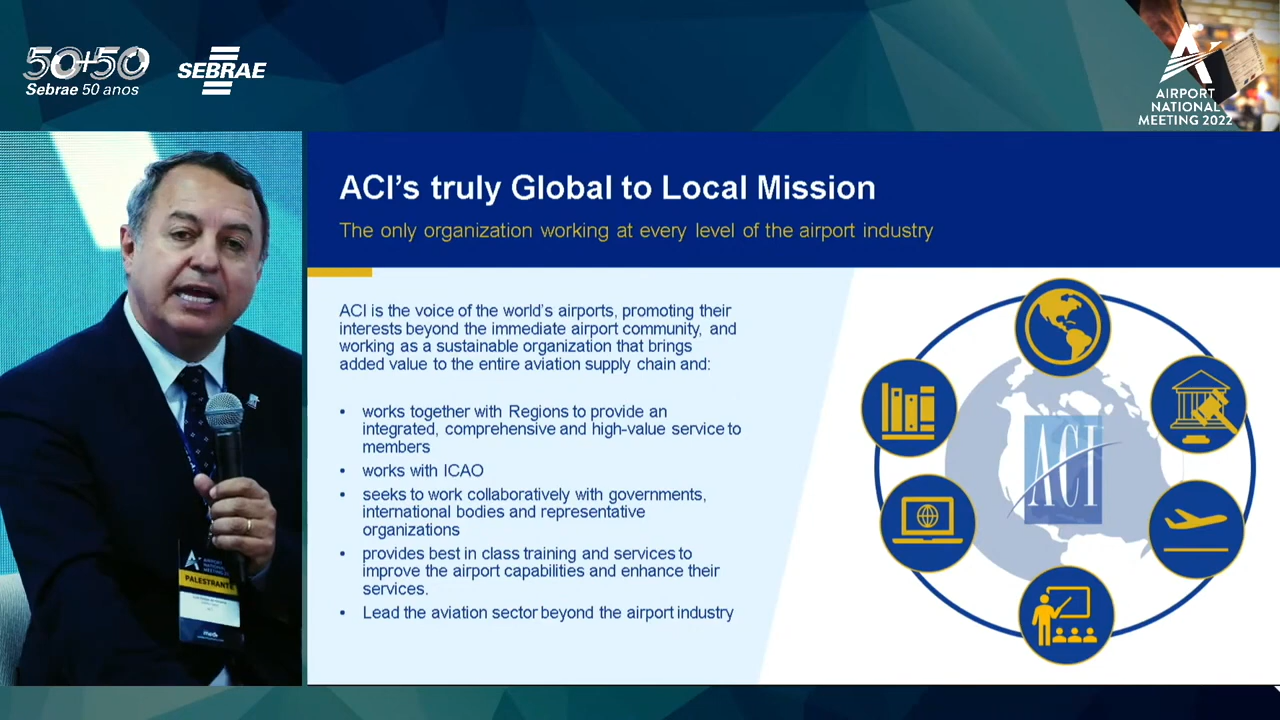 50+50
Sebrae 50 anos
SEBRAE
AIRPORT
NATIONAL
MEETING 2022
ACI's truly Global to Local Mission
The only organization working at every level of the airport industry
ACI is the voice of the world's airports, promoting their
interests beyond the immediate airport community, and
working as a sustainable organization that brings
added value to the entire aviation supply chain and:
• works together with Regions to provide an
integrated, comprehensive and high-value service to
members
• works with ICAO
• seeks to work collaboratively with governments,
international bodies and representative
organizations
• provides best in class training and services to
improve the airport capabilities and enhance their
services.
• Lead the aviation sector beyond the airport industry
ACI
AIRPORT
NATIONAL
PALESTRANTE